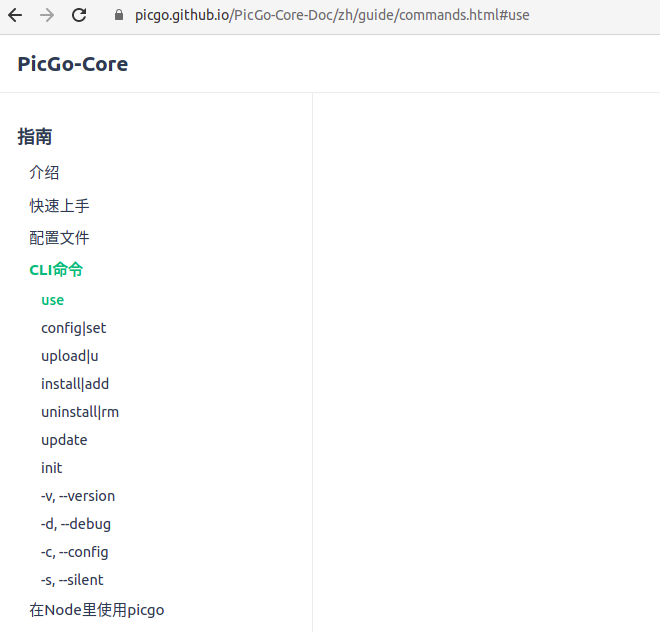 picgo.github.io/PicGo-Core-Doc/zh/guide/commands.html#use
PicGo-Core
指南
介绍
快速上手
配置文件
CLI命令
use
config|set
upload|u
install|add
uninstall|rm
update
init
-v, --version
-d, --debug
-c, --config
-s, --silent
在Node里使用picgo